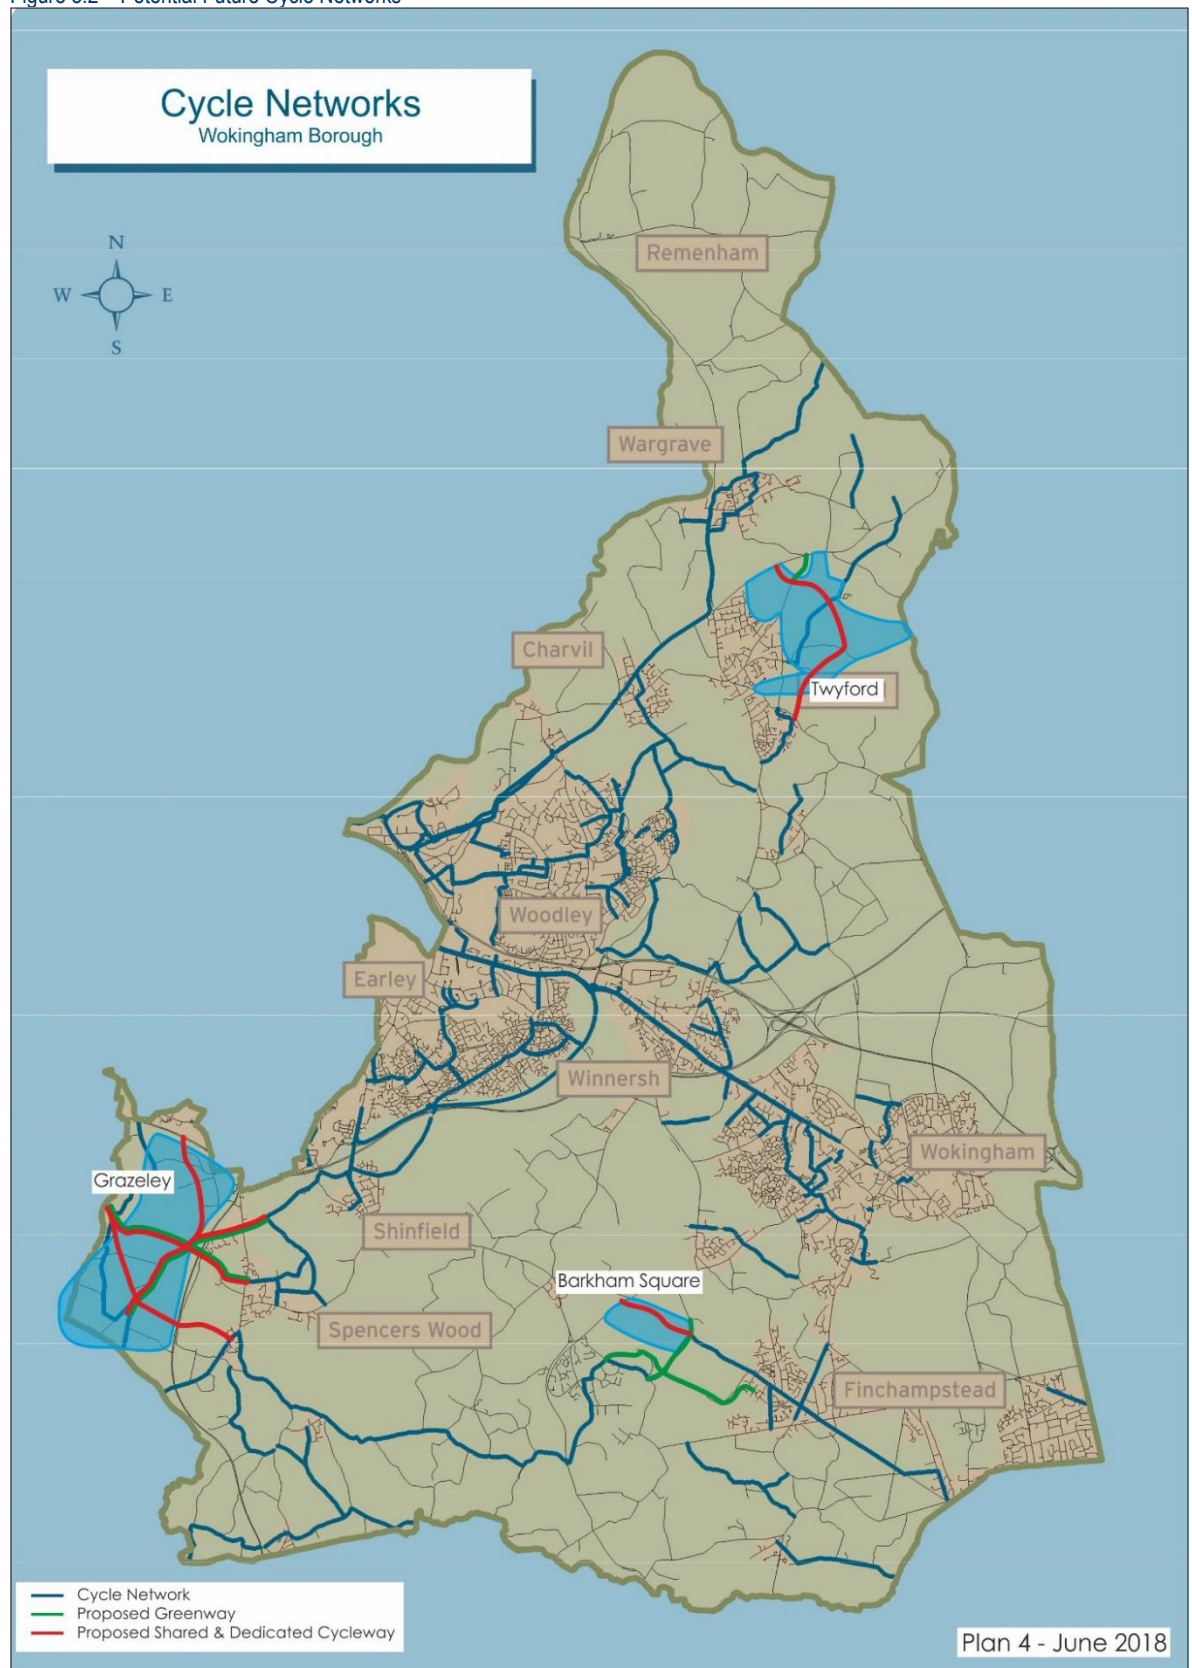 Cycle Networks
Wokingham Borough
N
W
E
S
Remenham
Wargrave
Charvil
Twyford
Woodley
Earley
Winnersh
Wokingham
Grazeley
Shinfield
Barkham Square
Spencers Wood
Finchampstead
Cycle Network
Proposed Greenway
Proposed Shared & Dedicated Cycleway
Plan 4 - June 2018